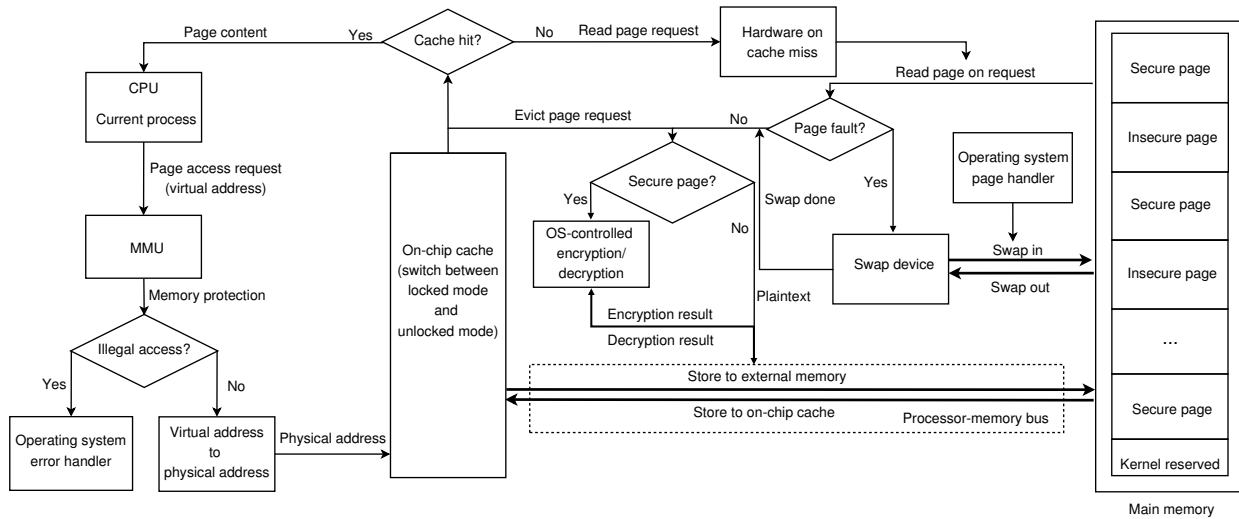 Page content
Yes
Cache hit?
No
Read page request
Hardware on
cache miss
Read page on request
CPU
Current process
Evict page request
No
Page fault?
Page access request
(virtual address)
Secure page?
Yes
No
Swap done
Yes
Operating system
page handler
MMU
OS-controlled
encryption/
decryption
On-chip cache
(switch between
locked mode
and
unlocked mode)
Swap device
Swap in
Swap out
Memory protection
Plaintext
Encryption result
Decryption result
Illegal access?
Yes
No
Store to external memory
Store to on-chip cache
Processor-memory bus
Operating system
error handler
Virtual address
to
physical address
Physical address
Secure page
Insecure page
Secure page
Insecure page
...
Secure page
Kernel reserved
Main memory